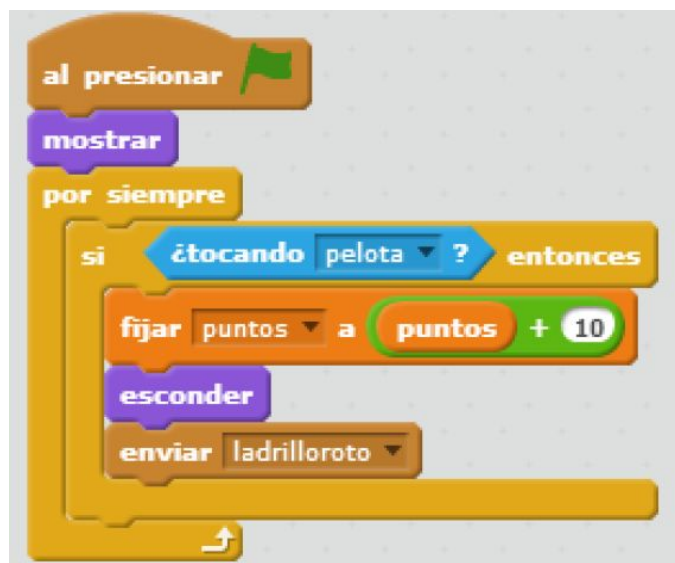 al presionar
mostrar
por siempre
si ¿tocando pelota ? entonces
fijar puntos a puntos + 10
esconder
enviar ladrilloroto